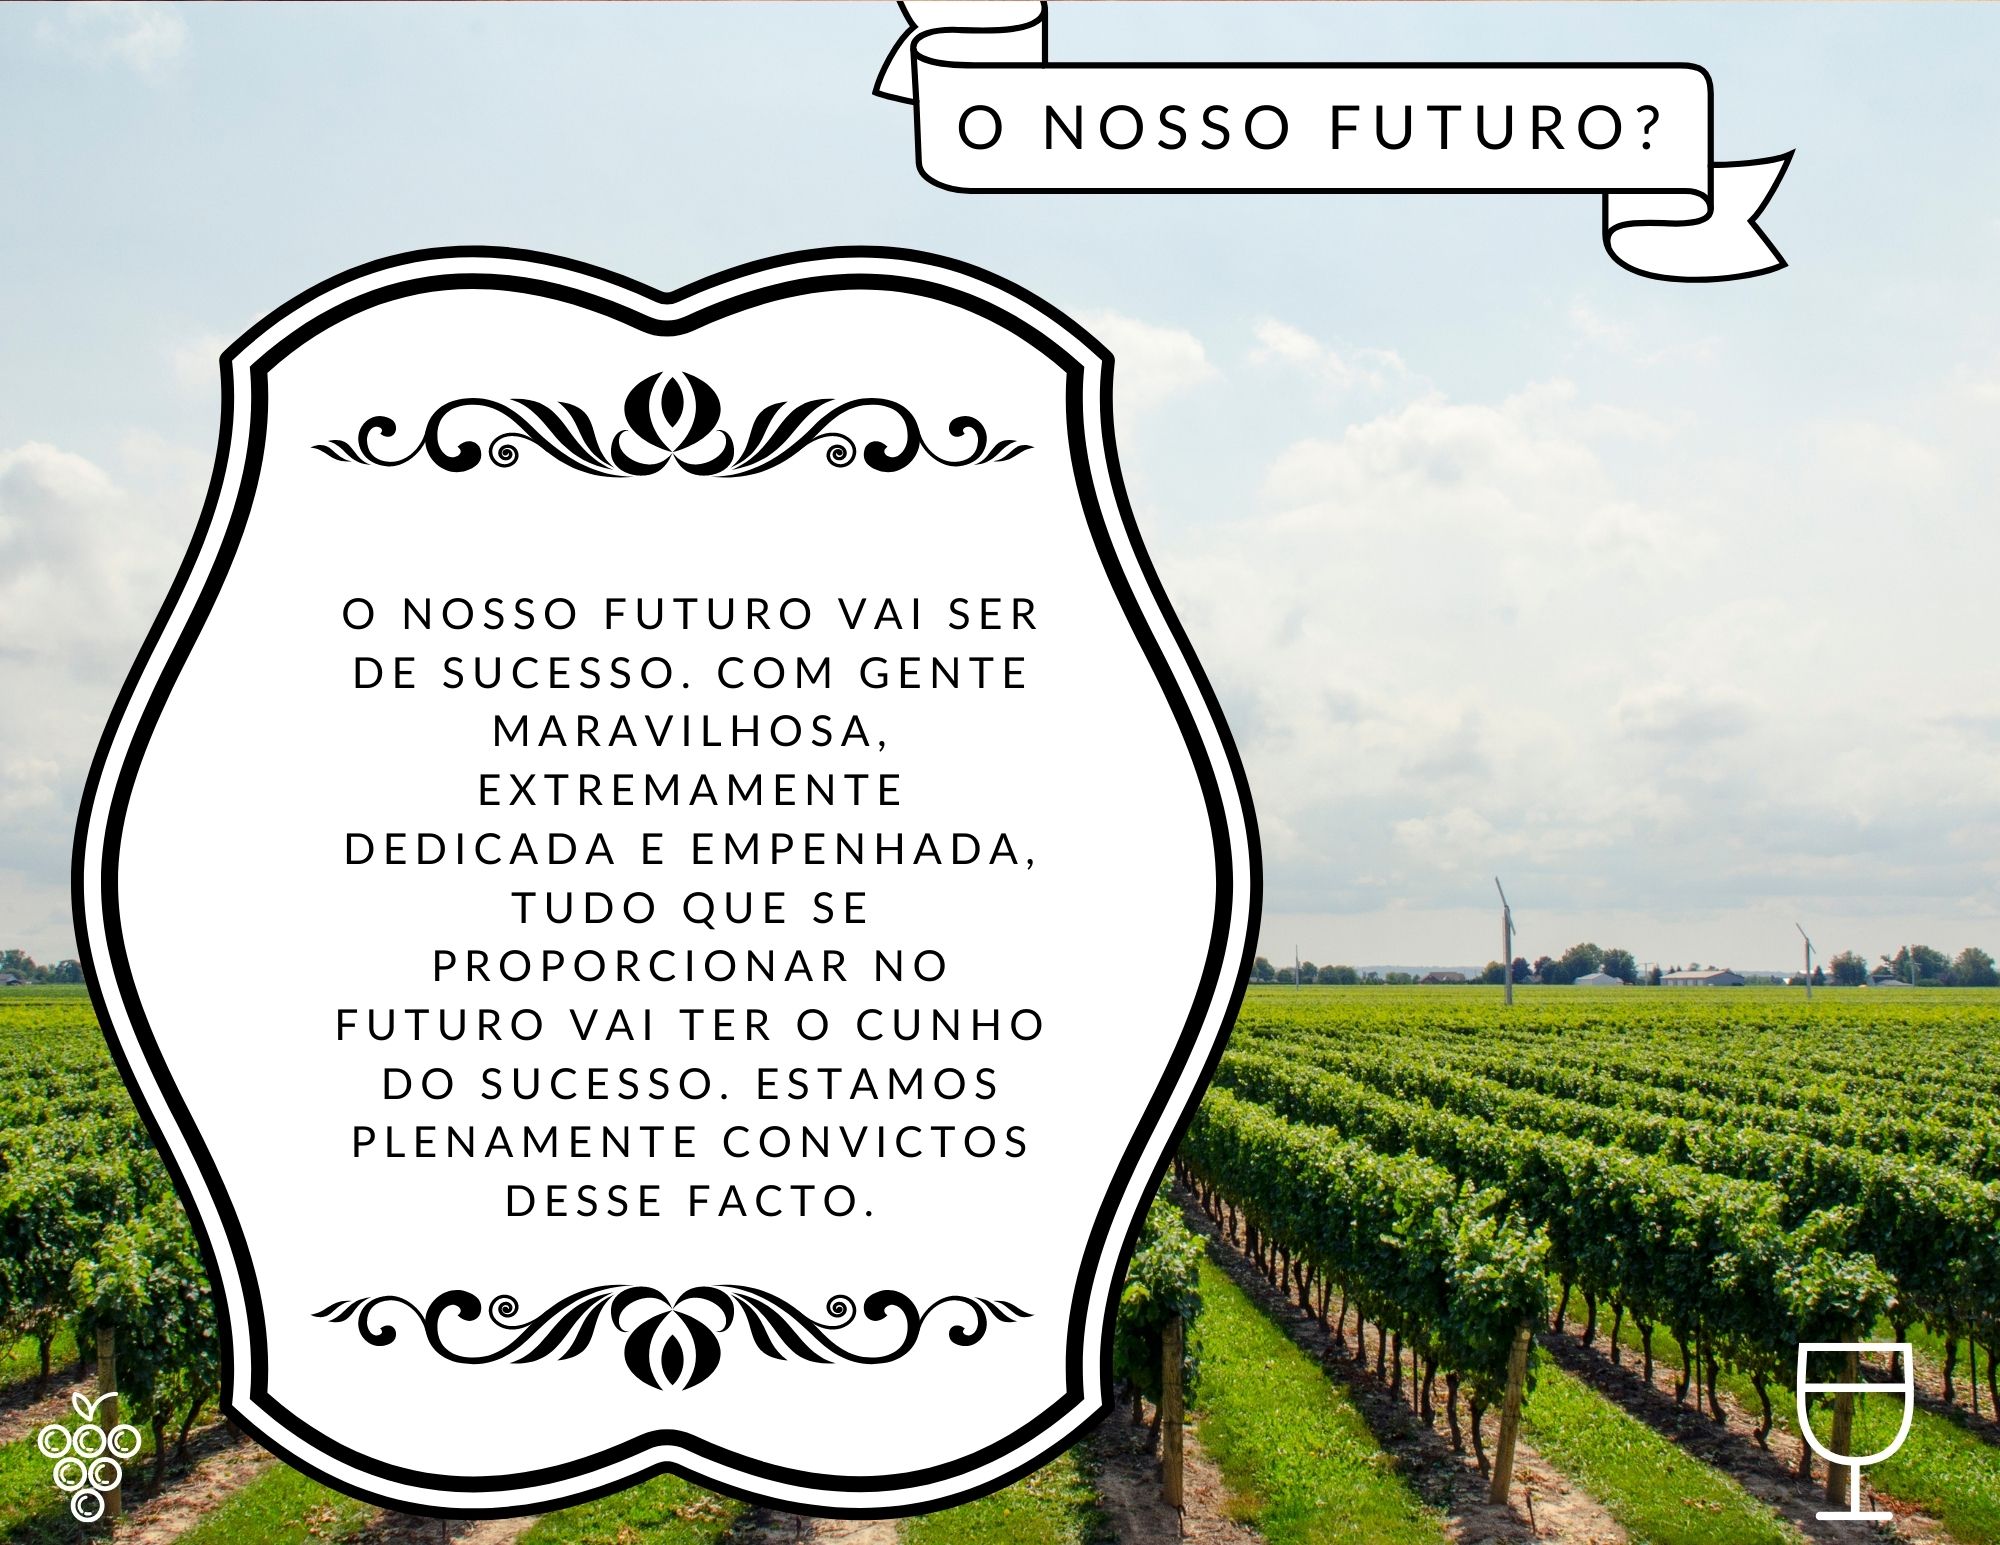 O NOSSO FUTURO?
O NOSSO FUTURO VAI SER
DE SUCESSO. COM GENTE
MARAVILHOSA,
EXTREMAMENTE
DEDICADA E EMPENHADA,
TUDO QUE SE
PROPORCIONAR NO
FUTURO VAI TER O CUNHO
DO SUCESSO. ESTAMOS
PLENAMENTE CONVICTOS
DESSE FACTO.